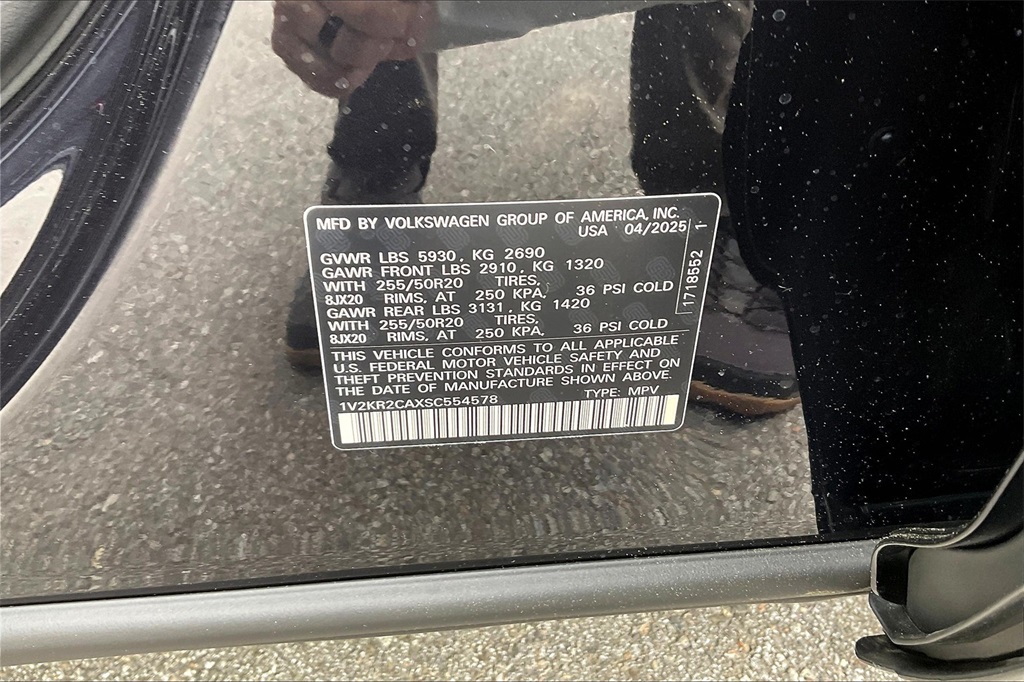 MFD BY VOLKSWAGEN GROUP OF AMERICA, INC.
USA 04/2025
GVWR LBS 5930, KG 2690
GAWR FRONT LBS 2910, KG 1320
WITH 255/50R20 TIRES,
8JX20 RIMS, AT 250 KPA, 36 PSI COLD
GAWR REAR LBS 3131, KG 1420
WITH 255/50R20 TIRES,
8JX20 RIMS, AT 250 KPA, 36 PSI COLD
THIS VEHICLE CONFORMS TO ALL APPLICABLE
U.S. FEDERAL MOTOR VEHICLE SAFETY AND
THEFT PREVENTION STANDARDS IN EFFECT ON
THE DATE OF MANUFACTURE SHOWN ABOVE.
1V2KR2CAXSC554578 TYPE: MPV
1718552 1